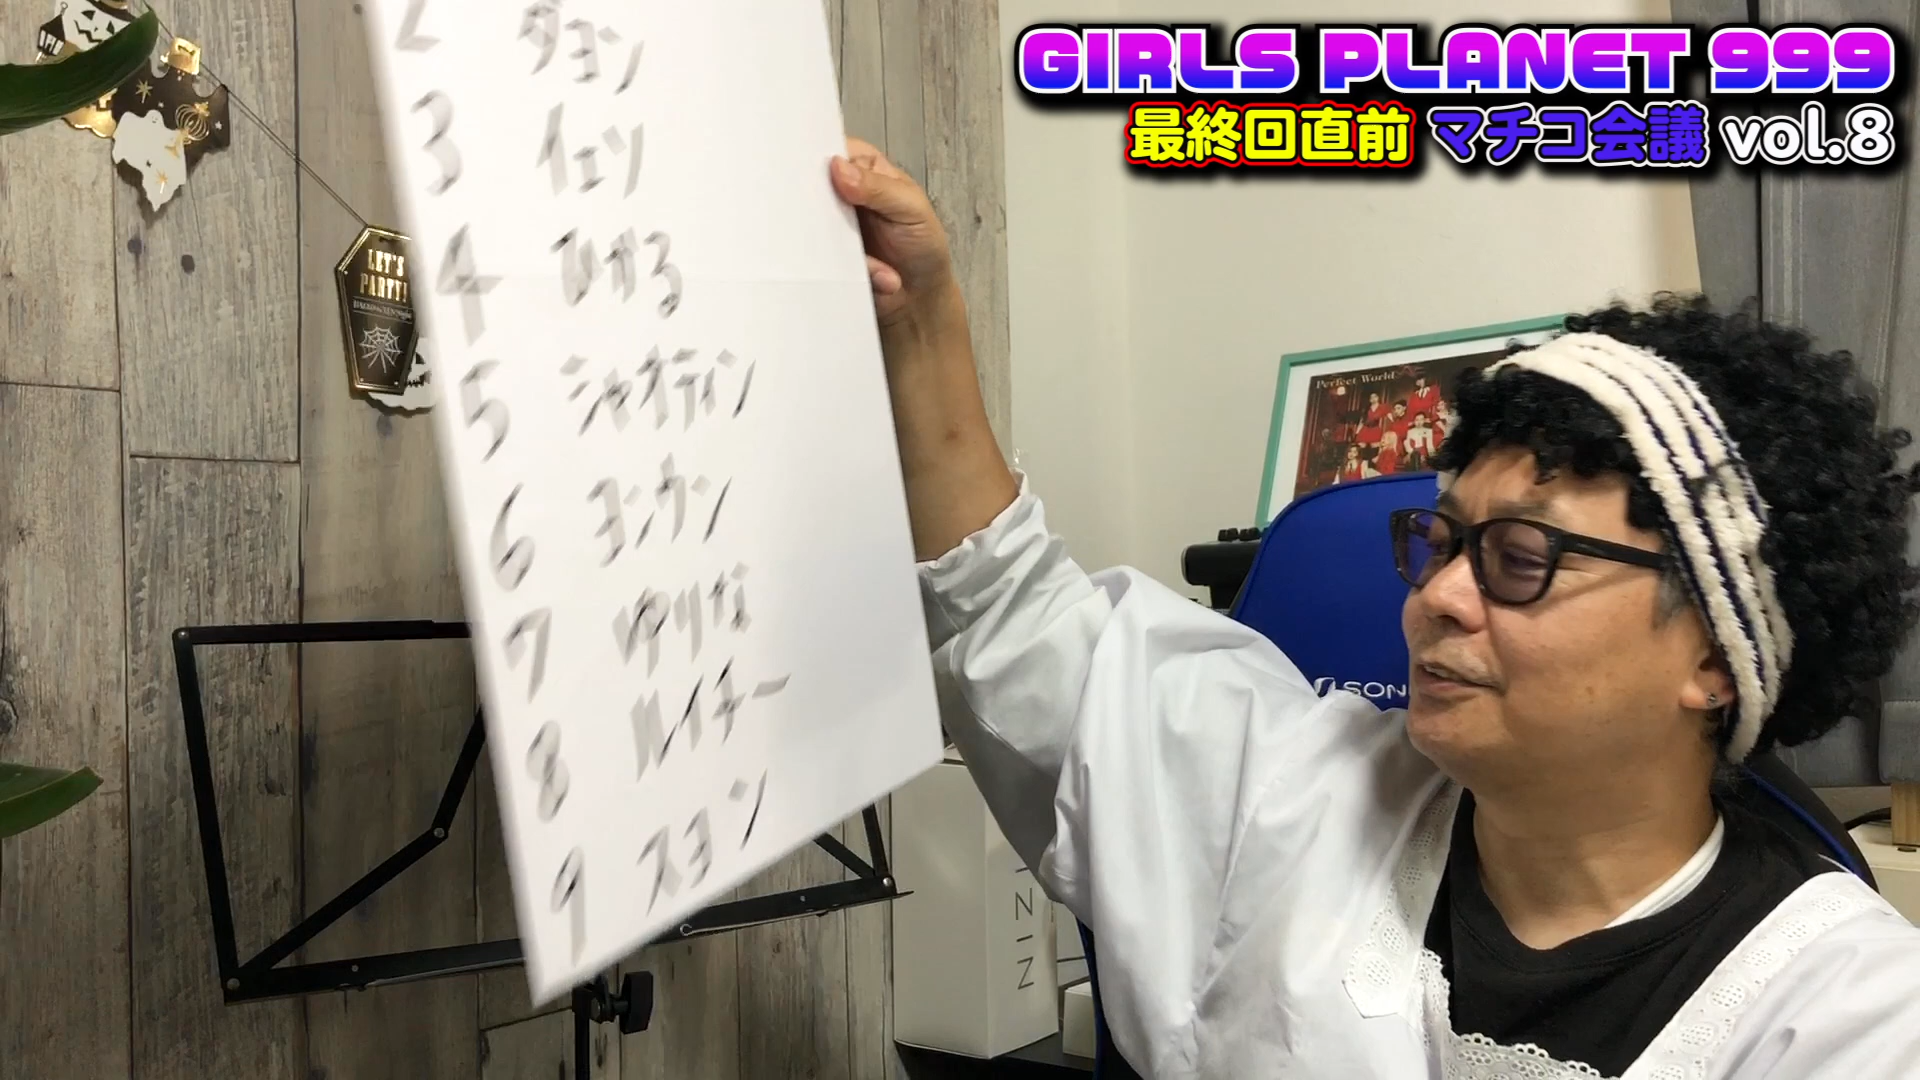 GIRLS PLANET 999
最終回直前 マチコ会議 vol.8
2 ダヨン
3 イェソ
4 ひかる
5 シャオティン
6 ヨンウン
7 ゆりな
8 ルイチー
9 スヨン
LET'S
PARTY!
Perfect World